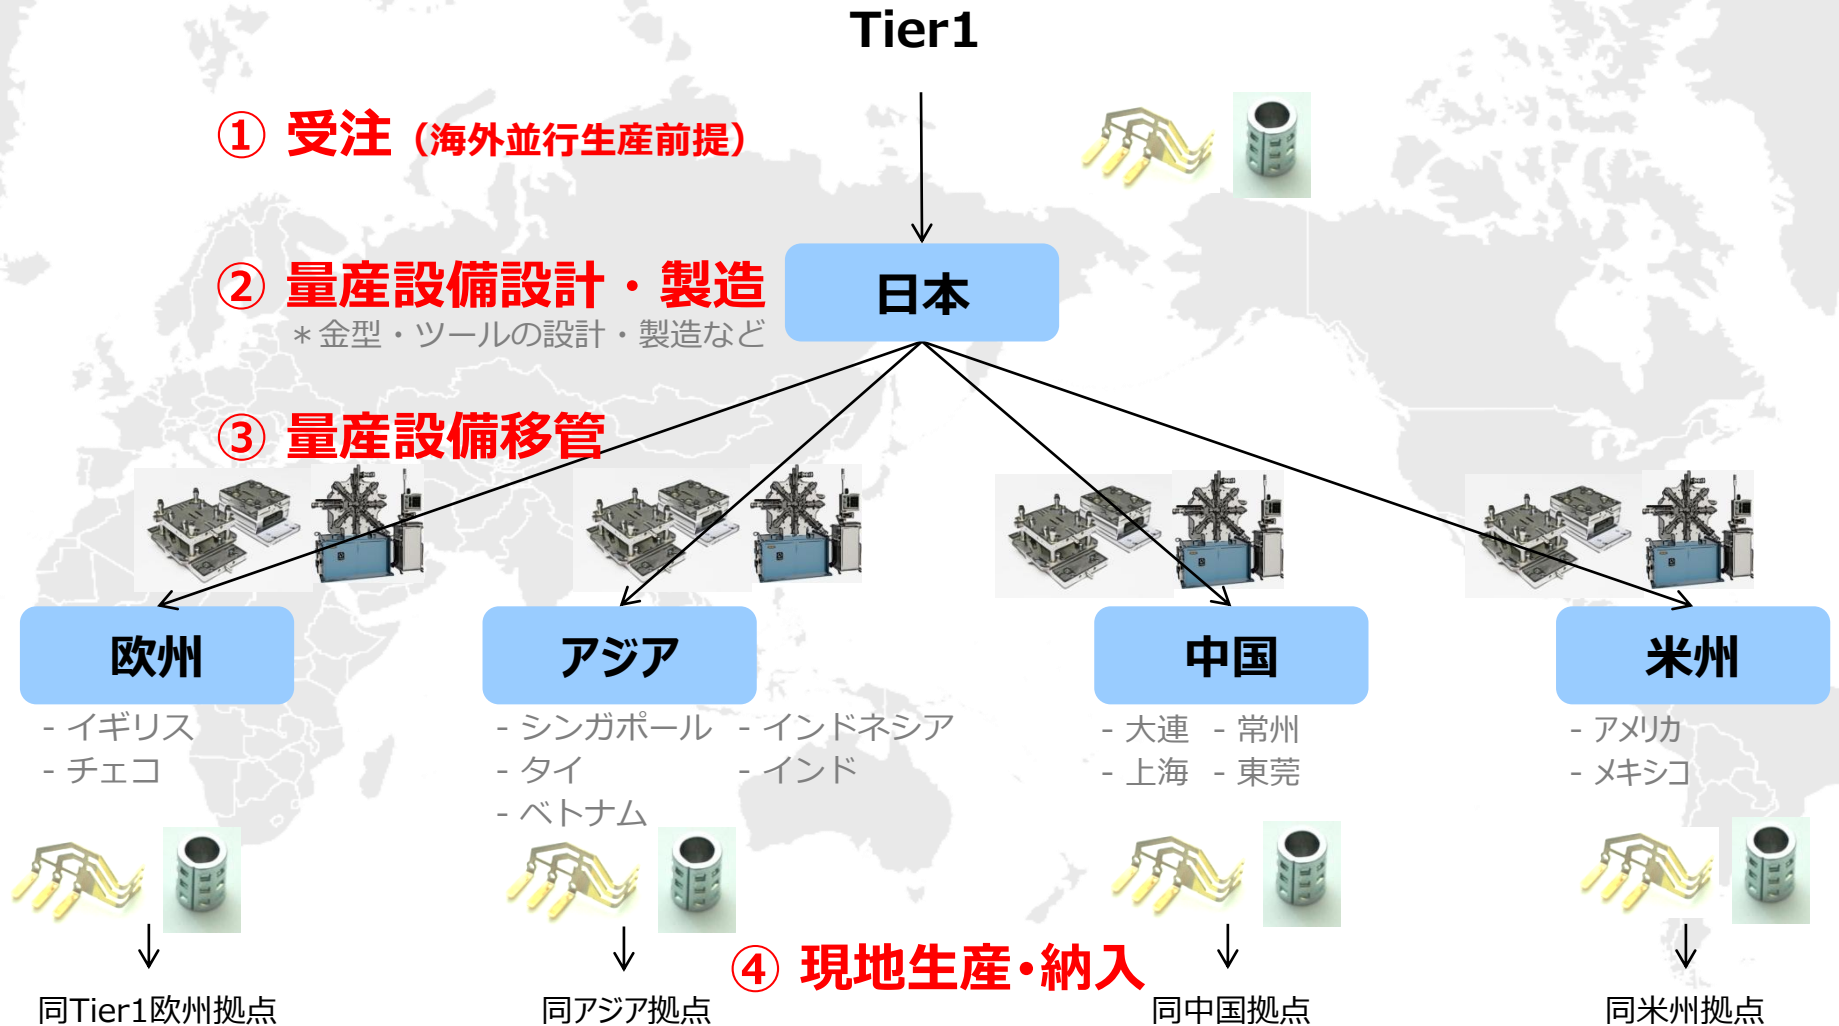 Tier1
① 受注（海外並行生産前提）
② 量産設備設計・製造
＊金型・ツールの設計・製造など
日本
③ 量産設備移管
欧州
アジア
中国
米州
- イギリス
- チェコ
- シンガポール - インドネシア
- タイ - インド
- ベトナム
- 大連 - 常州
- 上海 - 東莞
- アメリカ
- メキシコ
④ 現地生産・納入
同Tier1欧州拠点
同アジア拠点
同中国拠点
同米州拠点